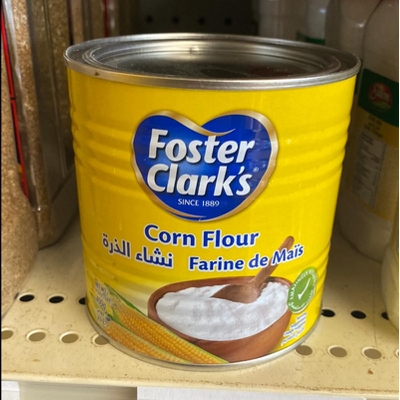 Foster
Clark's
SINCE 1889
Corn Flour
نشاء الذرة Farine de Maïs